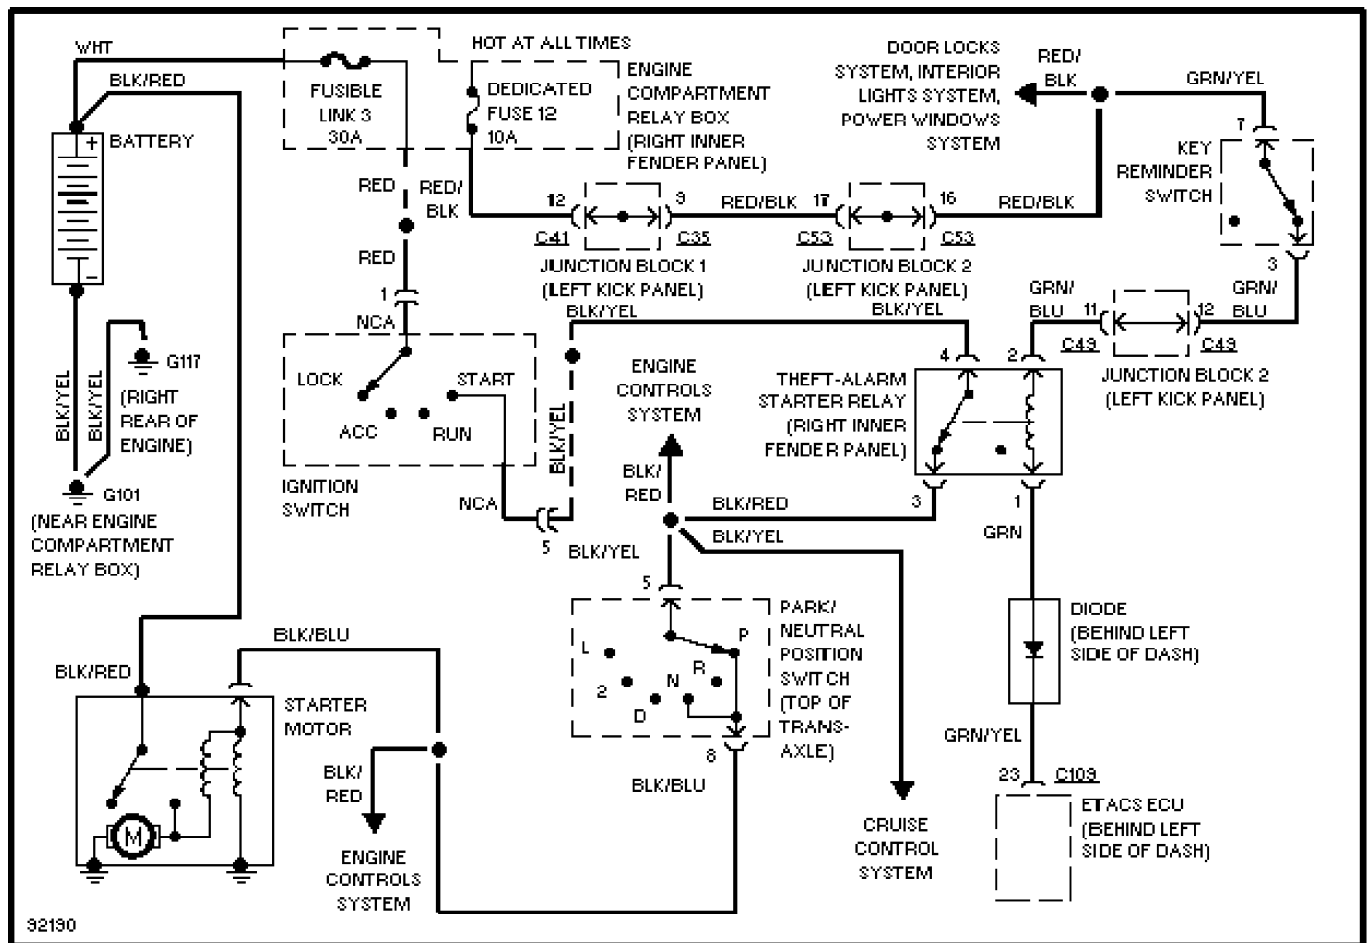 WHT
BLK/RED
BATTERY
+
–
FUSIBLE
LINK 3
30A
HOT AT ALL TIMES
DEDICATED
FUSE 12
10A
ENGINE
COMPARTMENT
RELAY BOX
(RIGHT INNER
FENDER PANEL)
DOOR LOCKS
SYSTEM, INTERIOR
LIGHTS SYSTEM,
POWER WINDOWS
SYSTEM
RED/
BLK
GRN/YEL
7
KEY
REMINDER
SWITCH
3
RED
RED/
BLK
12
9
RED/BLK
17
16
RED/BLK
C41
C35
C53
C53
JUNCTION BLOCK 1
(LEFT KICK PANEL)
JUNCTION BLOCK 2
(LEFT KICK PANEL)
RED
1
NCA
BLK/YEL
BLK/YEL
GRN/
BLU
11
12
GRN/
BLU
C49
C49
JUNCTION BLOCK 2
(LEFT KICK PANEL)
BLK/YEL
BLK/YEL
G117
(RIGHT
REAR OF
ENGINE)
G101
(NEAR ENGINE
COMPARTMENT
RELAY BOX)
LOCK
START
ACC
RUN
IGNITION
SWITCH
NCA
5
BLK/YEL
BLK/YEL
ENGINE
CONTROLS
SYSTEM
BLK/
RED
4
2
THEFT-ALARM
STARTER RELAY
(RIGHT INNER
FENDER PANEL)
3
1
BLK/RED
BLK/YEL
GRN
5
PARK/
NEUTRAL
POSITION
SWITCH
(TOP OF
TRANS-
AXLE)
L
P
2
N
R
D
8
BLK/BLU
DIODE
(BEHIND LEFT
SIDE OF DASH)
GRN/YEL
23
C109
ETACS ECU
(BEHIND LEFT
SIDE OF DASH)
CRUISE
CONTROL
SYSTEM
BLK/BLU
BLK/RED
STARTER
MOTOR
M
BLK/
RED
ENGINE
CONTROLS
SYSTEM
92190